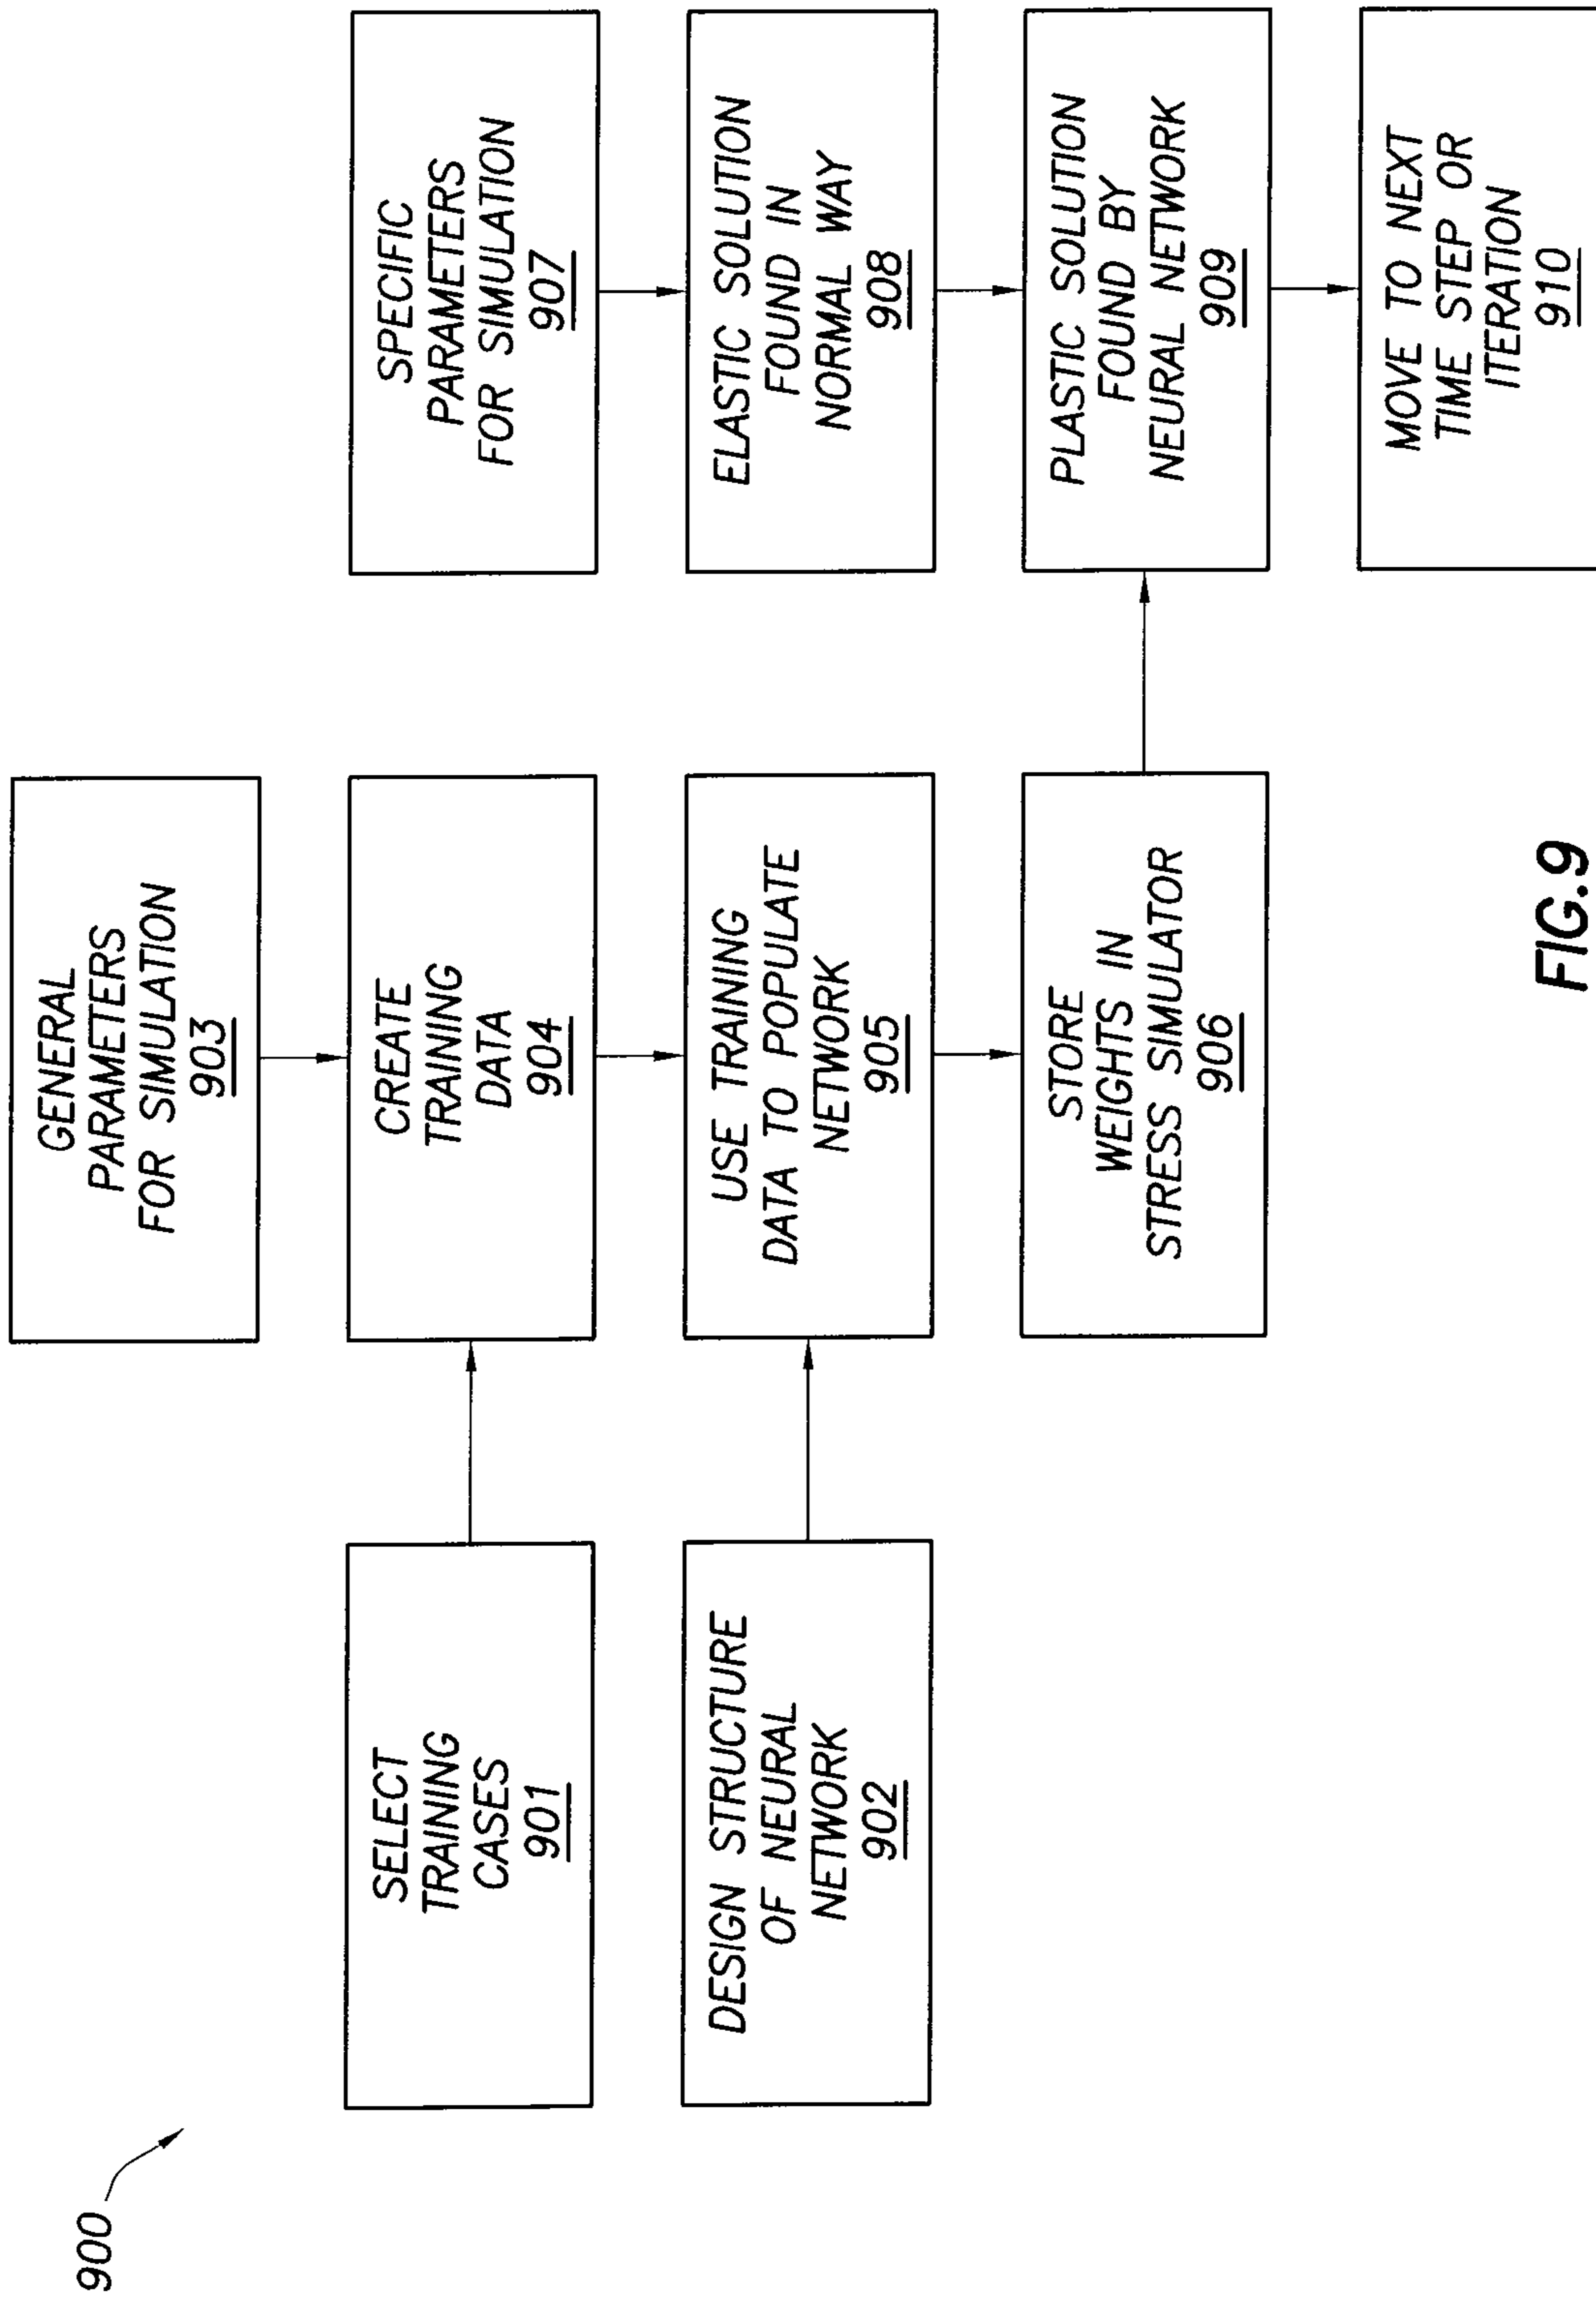 900
SELECT
TRAINING
CASES
901
DESIGN STRUCTURE
OF NEURAL
NETWORK
902
GENERAL
PARAMETERS
FOR SIMULATION
903
CREATE
TRAINING
DATA
904
USE TRAINING
DATA TO POPULATE
NETWORK
905
STORE
WEIGHTS IN
STRESS SIMULATOR
906
SPECIFIC
PARAMETERS
FOR SIMULATION
907
ELASTIC SOLUTION
FOUND IN
NORMAL WAY
908
PLASTIC SOLUTION
FOUND BY
NEURAL NETWORK
909
MOVE TO NEXT
TIME STEP OR
ITERATION
910
FIG.9